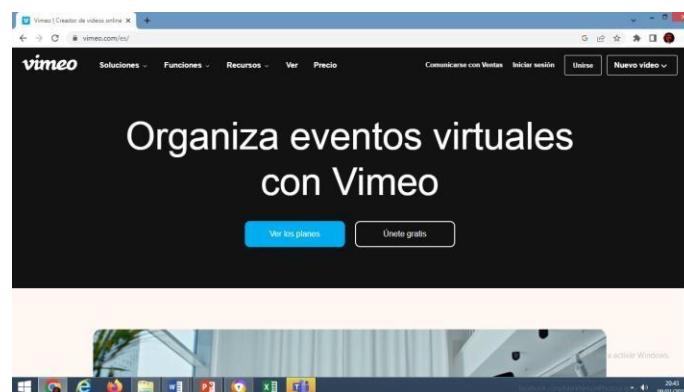 Vimeo | Creador de videos online
vimeo.com/es/
vimeo
Soluciones
Funciones
Recursos
Ver
Precio
Comunicarse con Ventas
Iniciar sesión
Unirse
Nuevo video
Organiza eventos virtuales
con Vimeo
Ver los planes
Únete gratis
activar Windows.
20:43